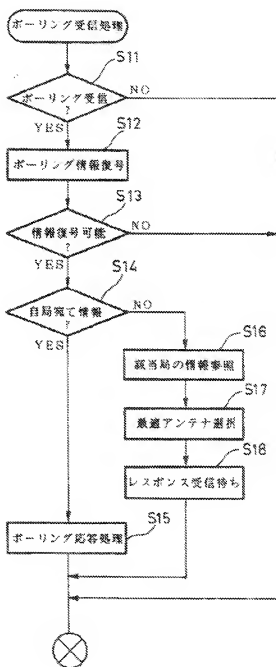 ポーリング受信処理
S11
ポーリング受信
?
NO
YES
S12
ポーリング情報復号
S13
情報復号可能
?
NO
YES
S14
自局宛て情報
?
NO
YES
S16
該当局の情報参照
S17
最適アンテナ選択
S18
レスポンス受信待ち
S15
ポーリング応答処理